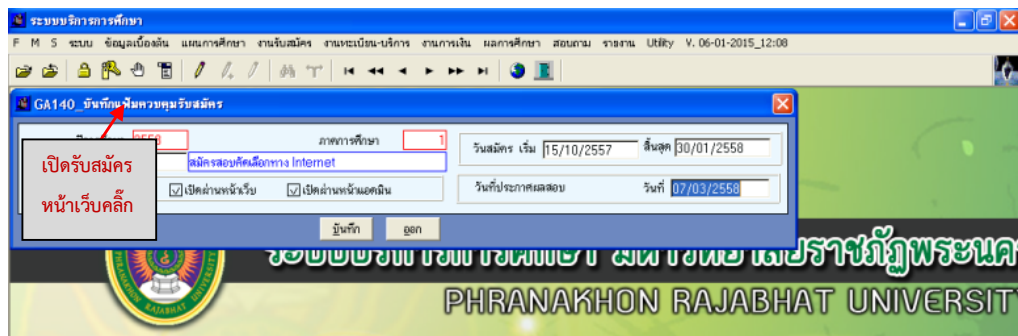 ระบบบริการการศึกษา
F M S ระบบ ข้อมูลเบื้องต้น แผนการศึกษา งานรับสมัคร งานทะเบียน-บริการ งานการเงิน ผลการศึกษา สอบถาม รายงาน Utility V. 06-01-2015_12:08
GA140_บันทึกแฟ้มควบคุมรับสมัคร
2558 ภาคการศึกษา 1
วันสมัคร เริ่ม 15/10/2557 สิ้นสุด 30/01/2558
สมัครสอบคัดเลือกทาง Internet
เปิดรับสมัคร
หน้าเว็บคลิ๊ก
เปิดผ่านหน้าเว็บ เปิดผ่านหน้าแอดมิน
วันที่ประกาศผลสอบ วันที่ 07/03/2558
บันทึก ออก
PHRANAKHON RAJABHAT UNIVERSIT